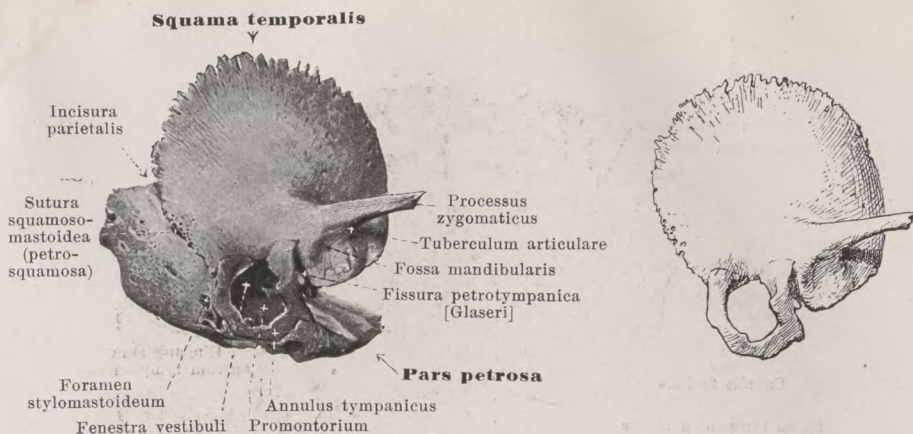 Squama temporalis
Incisura
parietalis
Sutura
squamoso-
mastoidea
(petro-
squamosa)
Processus
zygomaticus
Tuberculum articulare
Fossa mandibularis
Fissura petrotympanica
[Glaseri]
Pars petrosa
Foramen
stylomastoideum
Annulus tympanicus
Fenestra vestibuli
Promontorium